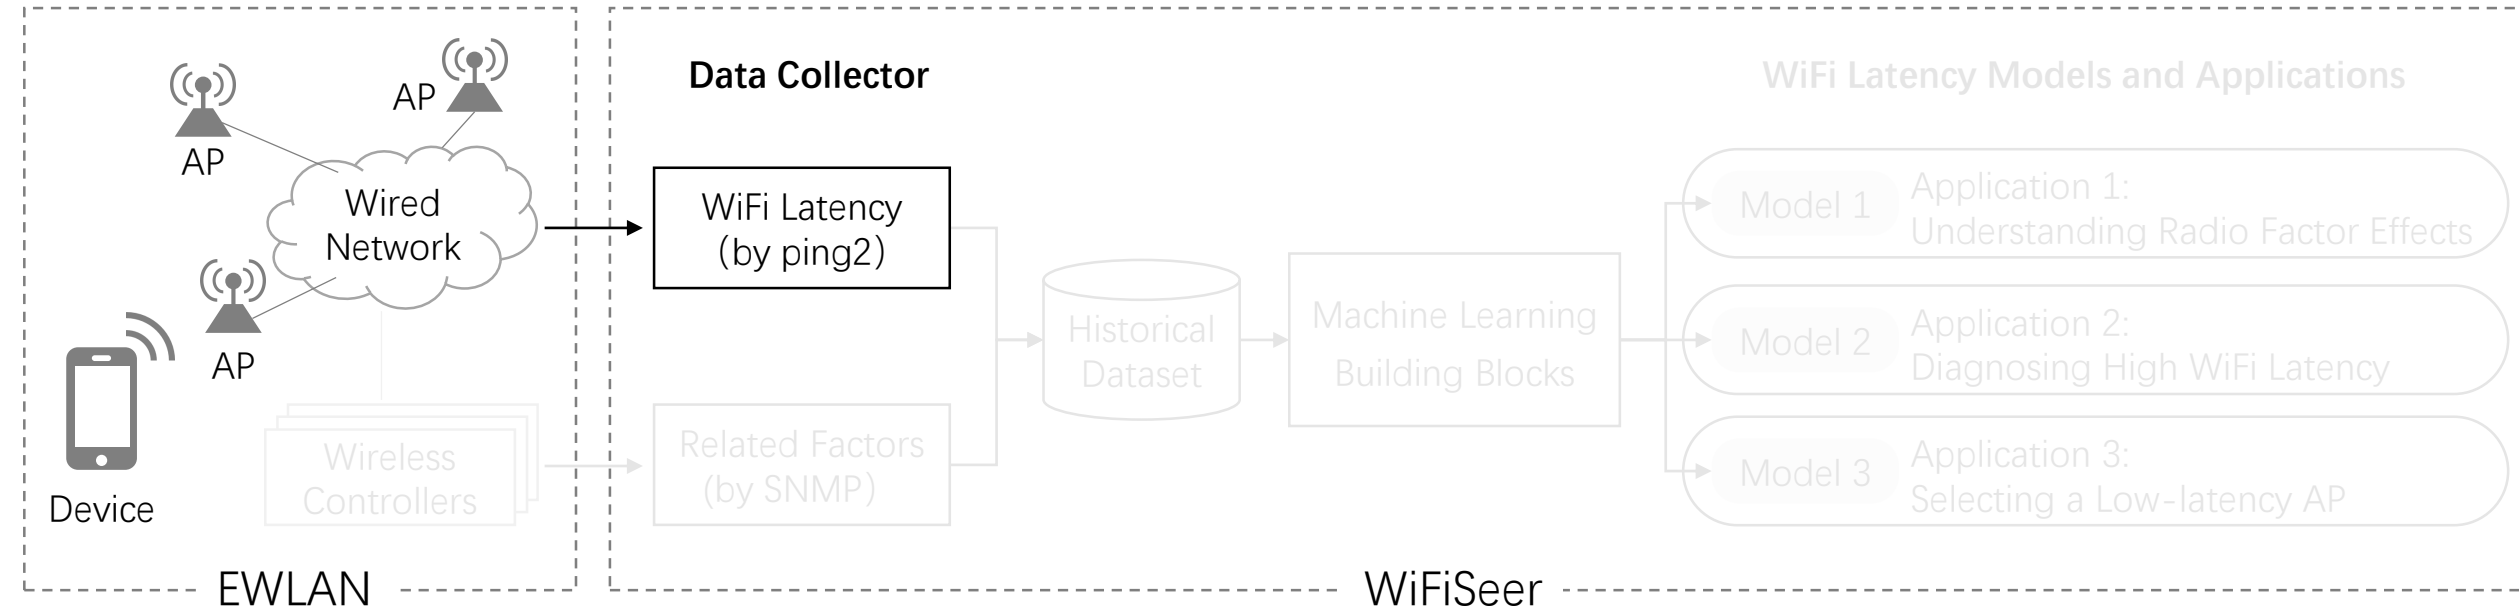 AP
AP
AP
Wired
Network
Device
Wireless
Controllers
EWLAN
Data Collector
WiFi Latency
(by ping2)
Related Factors
(by SNMP)
Historical
Dataset
Machine Learning
Building Blocks
WiFi Latency Models and Applications
Model 1
Application 1:
Understanding Radio Factor Effects
Model 2
Application 2:
Diagnosing High WiFi Latency
Model 3
Application 3:
Selecting a Low-latency AP
WiFiSeer